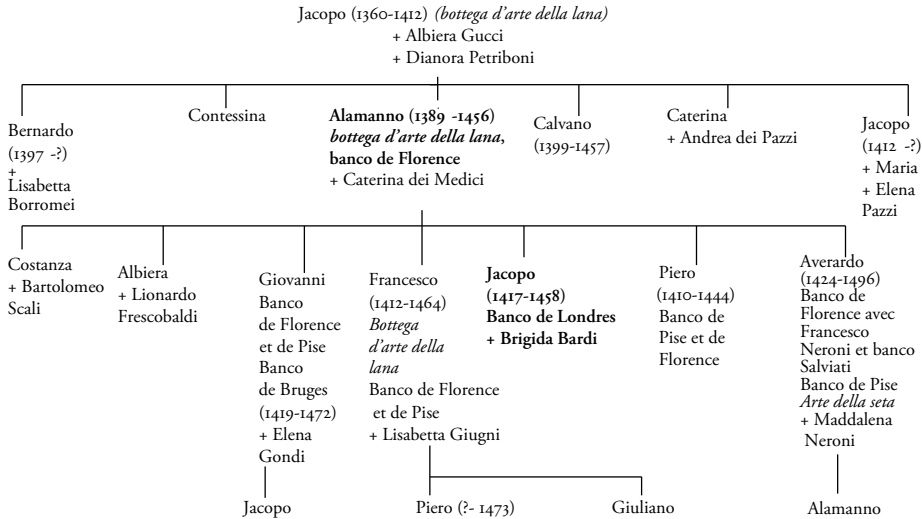 Jacopo (1360-1412) (bottega d'arte della lana)
+ Albiera Gucci
+ Dianora Petriboni
Bernardo
(1397 -?)
+
Lisabetta
Borromei
Contessina
Alamanno (1389 -1456)
bottega d'arte della lana,
banco de Florence
+ Caterina dei Medici
Calvano
(1399-1457)
Caterina
+ Andrea dei Pazzi
Jacopo
(1412 -?)
+ Maria
+ Elena
Pazzi
Costanza
+ Bartolomeo
Scali
Albiera
+ Lionardo
Frescobaldi
Giovanni
Banco
de Florence
et de Pise
Banco
de Bruges
(1419-1472)
+ Elena
Gondi
Francesco
(1412-1464)
Bottega
d'arte della
lana
Banco de Florence
et de Pise
+ Lisabetta Giugni
Jacopo
(1417-1458)
Banco de Londres
+ Brigida Bardi
Piero
(1410-1444)
Banco de
Pise et de
Florence
Averardo
(1424-1496)
Banco de
Florence avec
Francesco
Neroni et banco
Salviati
Banco de Pise
Arte della seta
+ Maddalena
Neroni
Jacopo
Piero (?- 1473)
Giuliano
Alamanno